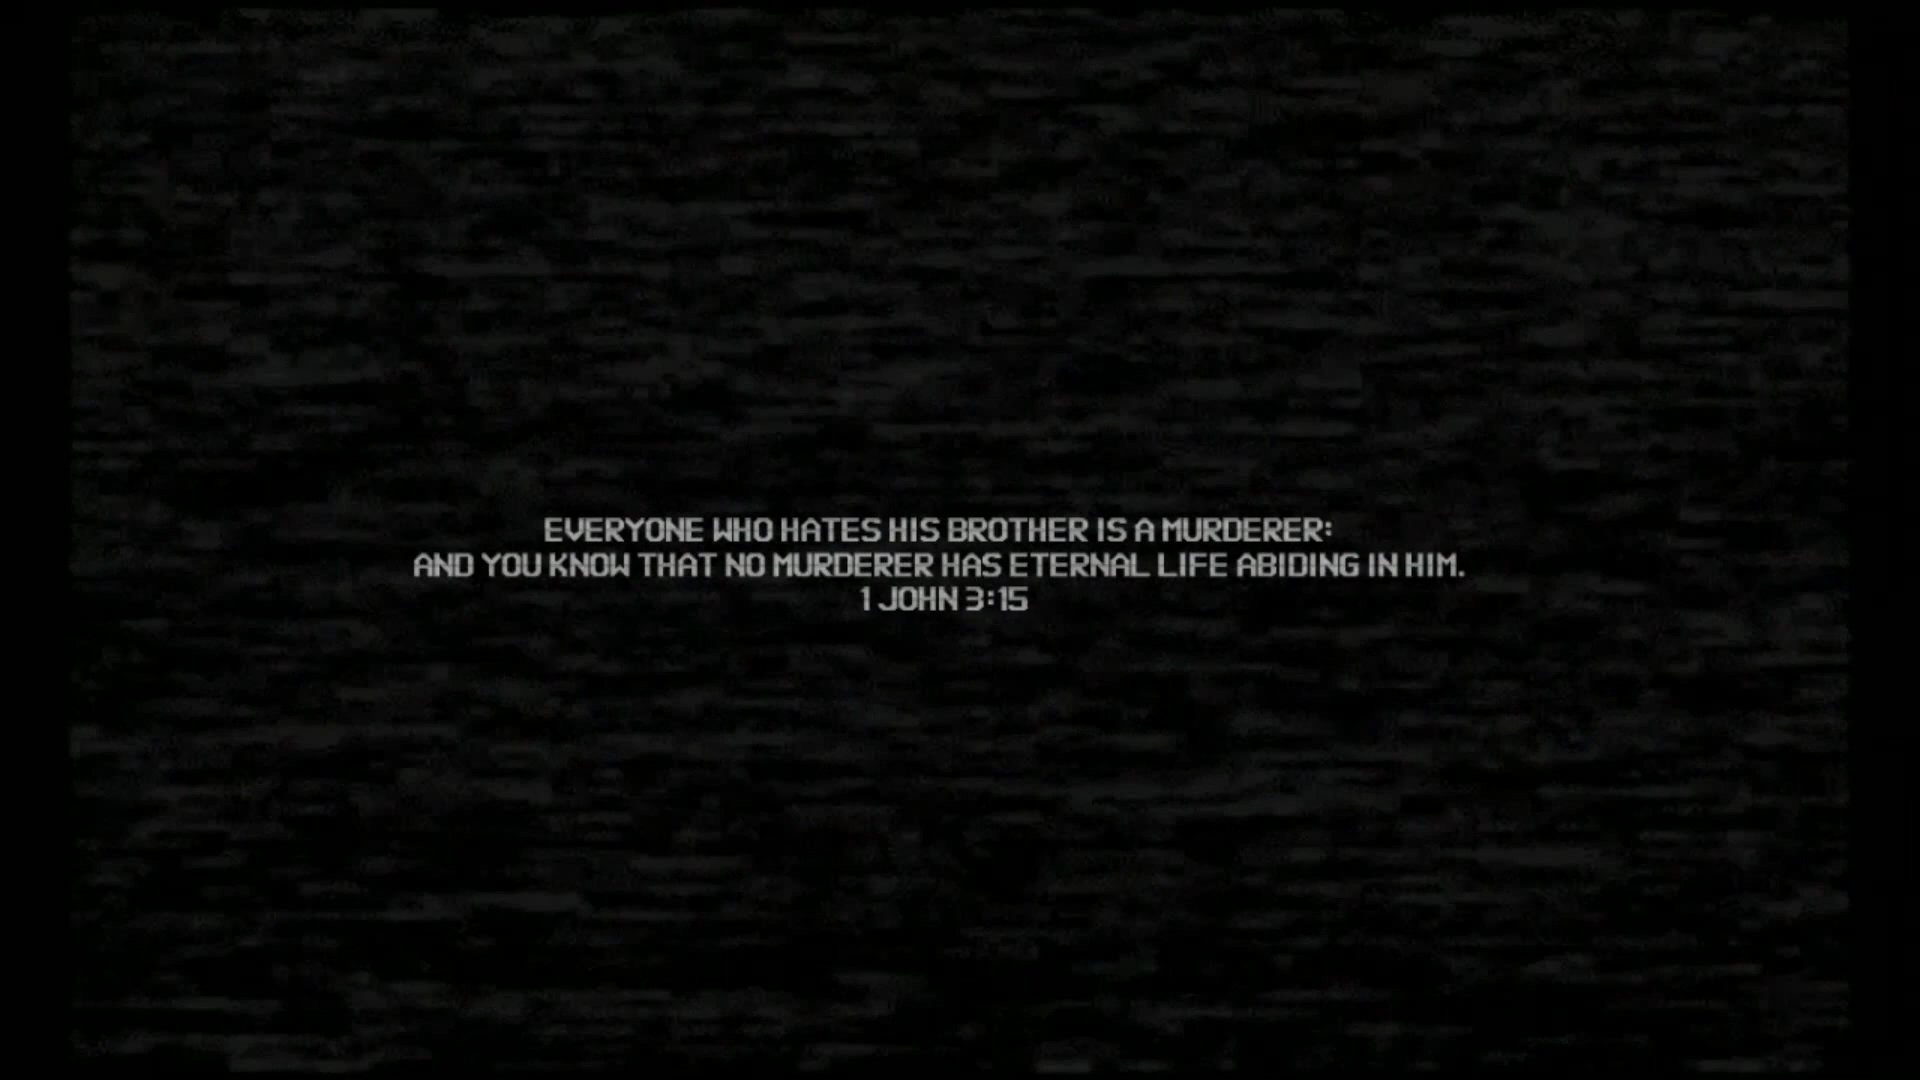 EVERYONE WHO HATES HIS BROTHER IS A MURDERER:
AND YOU KNOW THAT NO MURDERER HAS ETERNAL LIFE ABIDING IN HIM.
1 JOHN 3:15